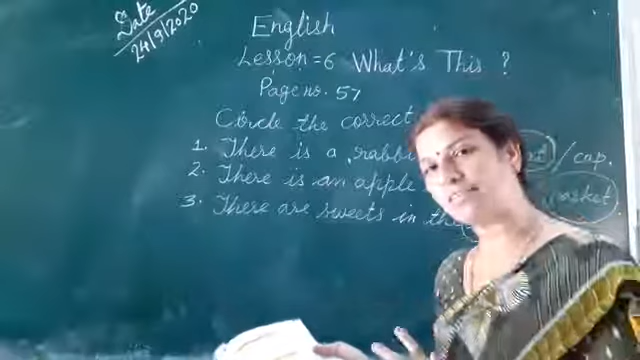 Date
24/9/2020
English
Lesson = 6 What's This ?
Page no. 57
Circle the correct
1. There is a rabbi /cap.
2. There is an apple basket
3. There are sweets in the